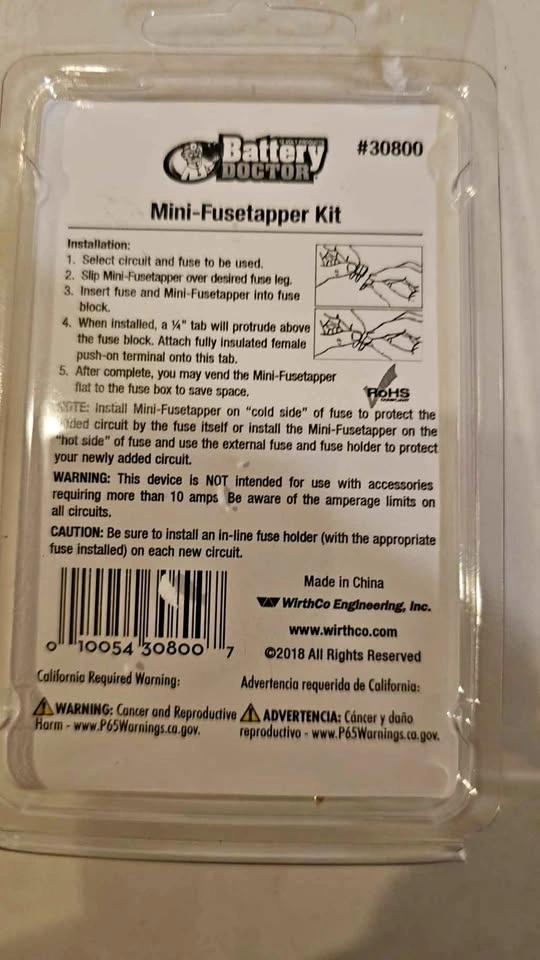 Battery
DOCTOR
#30800
Mini-Fusetapper Kit
Installation:
1. Select circuit and fuse to be used.
2. Slip Mini-Fusetapper over desired fuse leg.
3. Insert fuse and Mini-Fusetapper into fuse
block.
4. When installed, a ¼" tab will protrude above
the fuse block. Attach fully insulated female
push-on terminal onto this tab.
5. After complete, you may vend the Mini-Fusetapper
flat to the fuse box to save space.
RoHS
NOTE: Install Mini-Fusetapper on "cold side" of fuse to protect the
added circuit by the fuse itself or install the Mini-Fusetapper on the
"hot side" of fuse and use the external fuse and fuse holder to protect
your newly added circuit.
WARNING: This device is NOT intended for use with accessories
requiring more than 10 amps Be aware of the amperage limits on
all circuits.
CAUTION: Be sure to install an in-line fuse holder (with the appropriate
fuse installed) on each new circuit.
Made in China
WirthCo Engineering, Inc.
www.wirthco.com
©2018 All Rights Reserved
0 10054 30800 7
California Required Warning:
WARNING: Cancer and Reproductive
Harm - www.P65Warnings.ca.gov.
Advertencia requerida de California:
ADVERTENCIA: Cáncer y daño
reproductivo - www.P65Warnings.ca.gov.